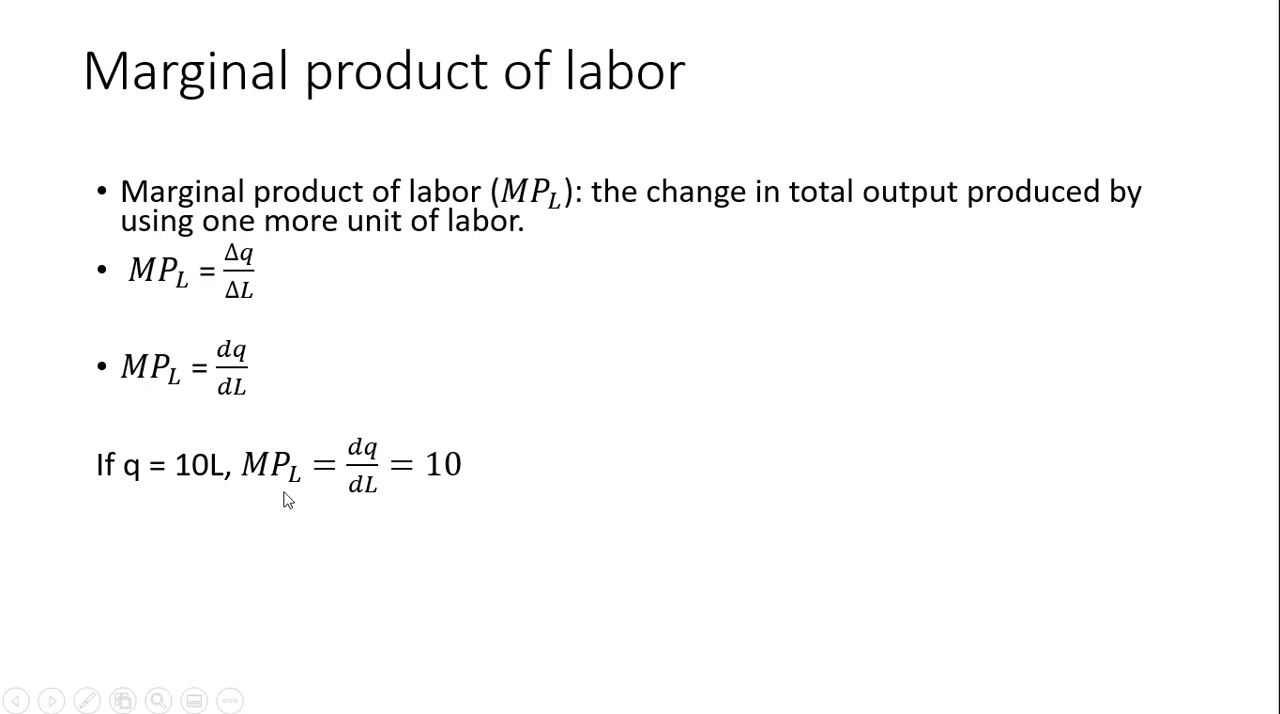 Marginal product of labor
• Marginal product of labor (𝑀𝑃_𝐿): the change in total output produced by
using one more unit of labor.
• 𝑀𝑃_𝐿 = Δ𝑞/Δ𝐿
• 𝑀𝑃_𝐿 = 𝑑𝑞/𝑑𝐿
If q = 10L, 𝑀𝑃_𝐿 = 𝑑𝑞/𝑑𝐿 = 10